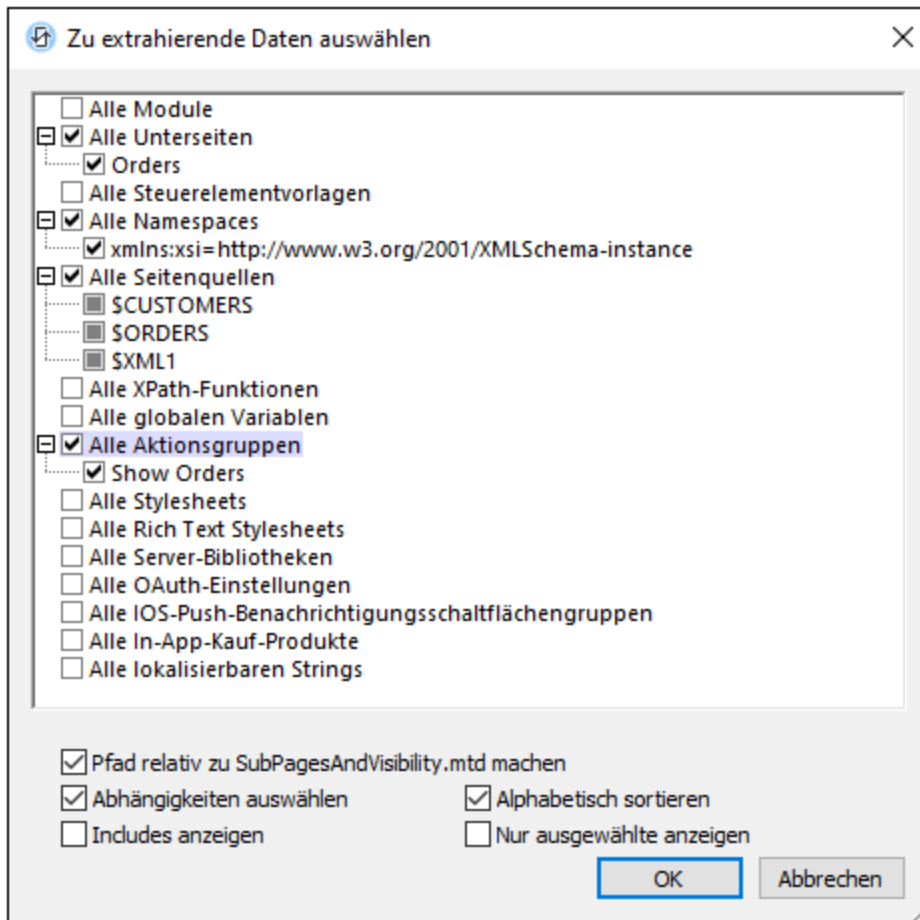 Zu extrahierende Daten auswählen
Alle Module
Alle Unterseiten
Orders
Alle Steuerelementvorlagen
Alle Namespaces
xmlns:xsi=http://www.w3.org/2001/XMLSchema-instance
Alle Seitenquellen
$CUSTOMERS
$ORDERS
$XML1
Alle XPath-Funktionen
Alle globalen Variablen
Alle Aktionsgruppen
Show Orders
Alle Stylesheets
Alle Rich Text Stylesheets
Alle Server-Bibliotheken
Alle OAuth-Einstellungen
Alle IOS-Push-Benachrichtigungsschaltflächengruppen
Alle In-App-Kauf-Produkte
Alle lokalisierbaren Strings
Pfad relativ zu SubPagesAndVisibility.mtd machen
Abhängigkeiten auswählen Alphabetisch sortieren
Includes anzeigen Nur ausgewählte anzeigen
OK Abbrechen